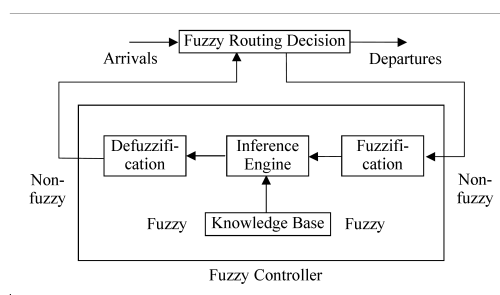 Fuzzy Routing Decision
Arrivals
Departures
Defuzzifi-
cation
Inference
Engine
Fuzzifi-
cation
Non-
fuzzy
Non-
fuzzy
Fuzzy
Knowledge Base
Fuzzy
Fuzzy Controller